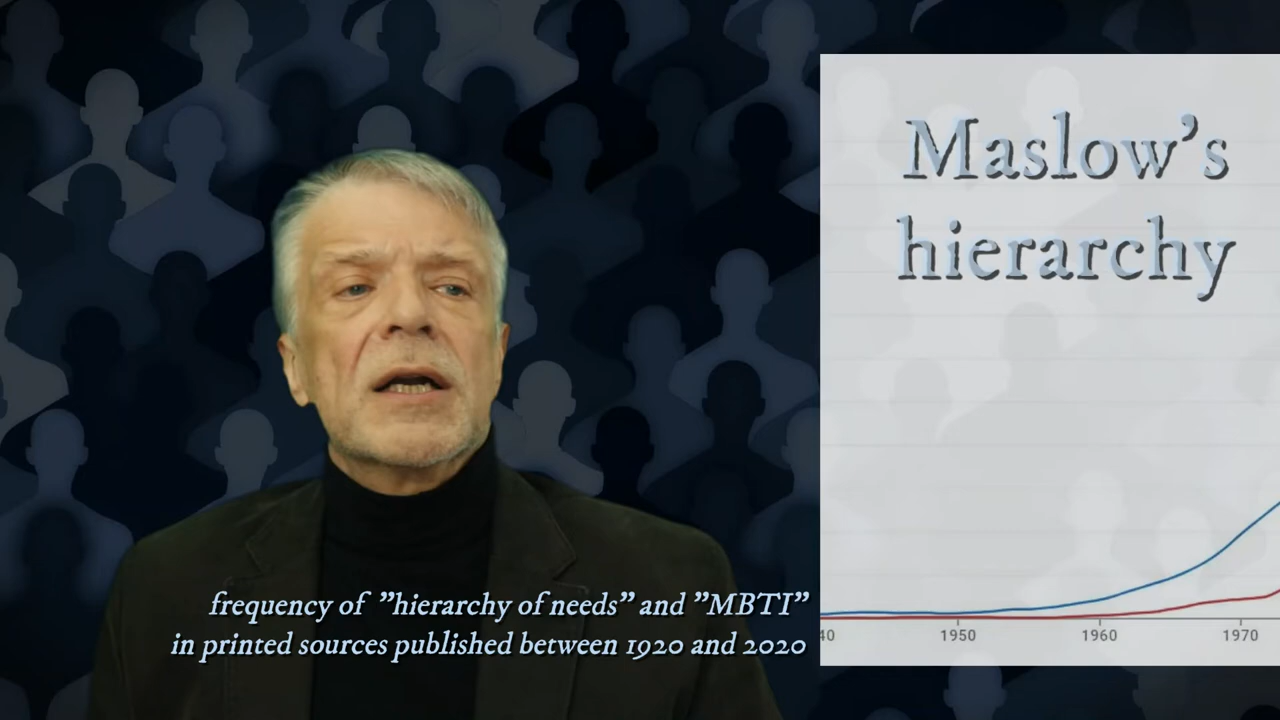 Maslow's
hierarchy
frequency of "hierarchy of needs" and "MBTI"
in printed sources published between 1920 and 2020
40 1950 1960 1970